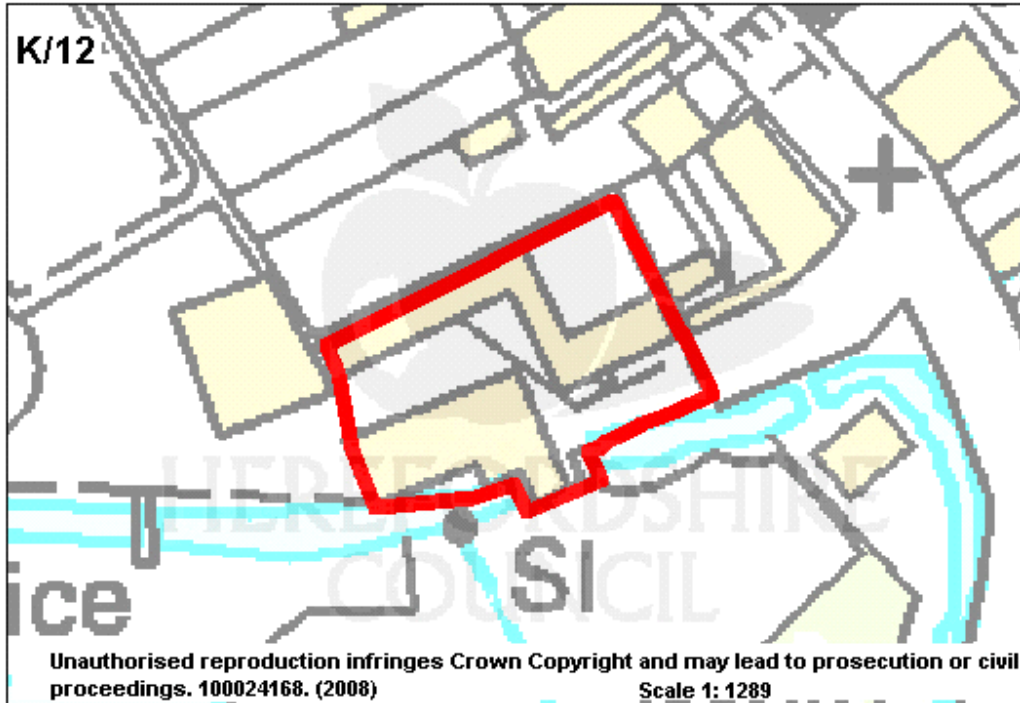 K/12
ET
HEREFORDSHIRE
COUNCIL
SI
ice
Unauthorised reproduction infringes Crown Copyright and may lead to prosecution or civil
proceedings. 100024168. (2008)
Scale 1: 1289